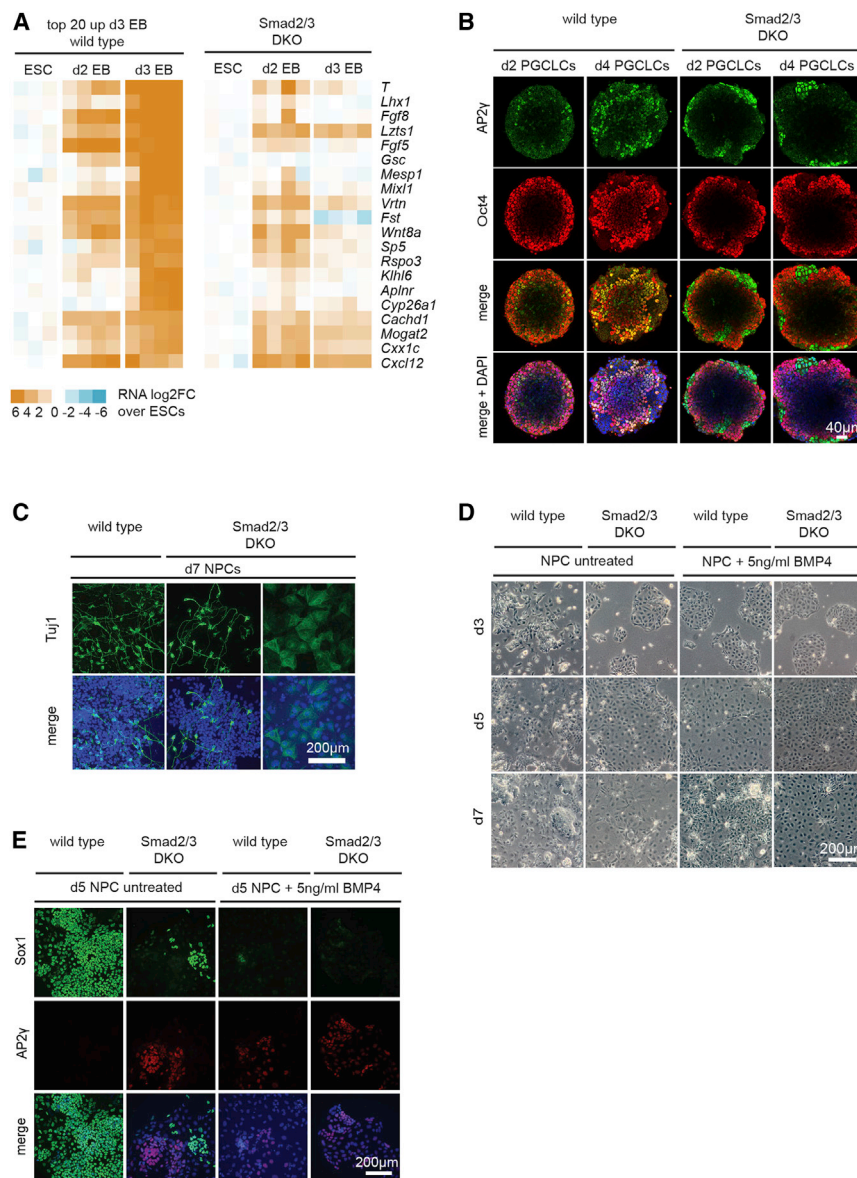 A
top 20 up d3 EB
wild type
Smad2/3
DKO
ESC
d2 EB
d3 EB
ESC
d2 EB
d3 EB
T
Lhx1
Fgf8
Lzts1
Fgf5
Gsc
Mesp1
Mixl1
Vrtn
Fst
Wnt8a
Sp5
Rspo3
Klhl6
Aplnr
Cyp26a1
Cachd1
Mogat2
Cxx1c
Cxcl12
6 4 2 0 -2 -4 -6
RNA log2FC
over ESCs
B
wild type
Smad2/3
DKO
d2 PGCLCs
d4 PGCLCs
d2 PGCLCs
d4 PGCLCs
AP2γ
Oct4
merge
merge + DAPI
40μm
C
wild type
Smad2/3
DKO
d7 NPCs
Tuj1
merge
200μm
D
wild type
Smad2/3
DKO
wild type
Smad2/3
DKO
NPC untreated
NPC + 5ng/ml BMP4
d3
d5
d7
200μm
E
wild type
Smad2/3
DKO
wild type
Smad2/3
DKO
d5 NPC untreated
d5 NPC + 5ng/ml BMP4
Sox1
AP2γ
merge
200μm